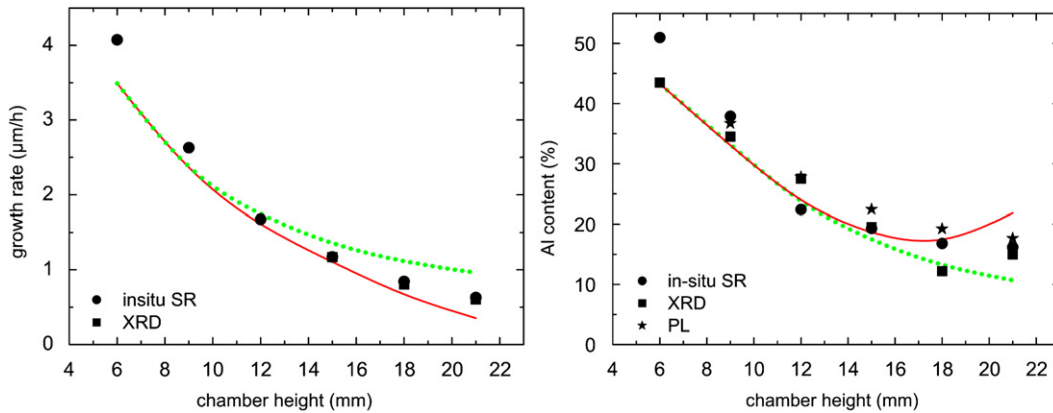 growth rate (µm/h)
4
3
2
1
0
insitu SR
XRD
4 6 8 10 12 14 16 18 20 22
chamber height (mm)
Al content (%)
50
40
30
20
10
0
in-situ SR
XRD
PL
4 6 8 10 12 14 16 18 20 22
chamber height (mm)